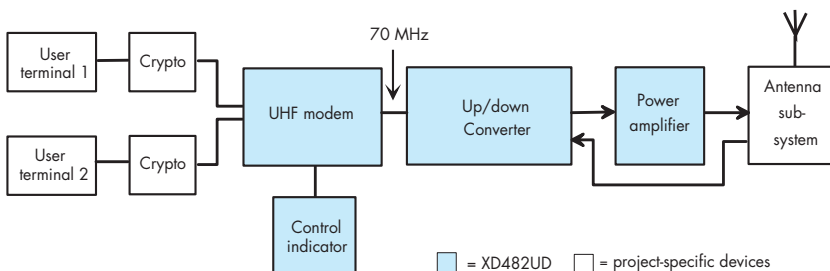 70 MHz
User
terminal 1
Crypto
UHF modem
Up/down
Converter
Power
amplifier
Antenna
sub-
system
User
terminal 2
Crypto
Control
indicator
= XD482UD
= project-specific devices